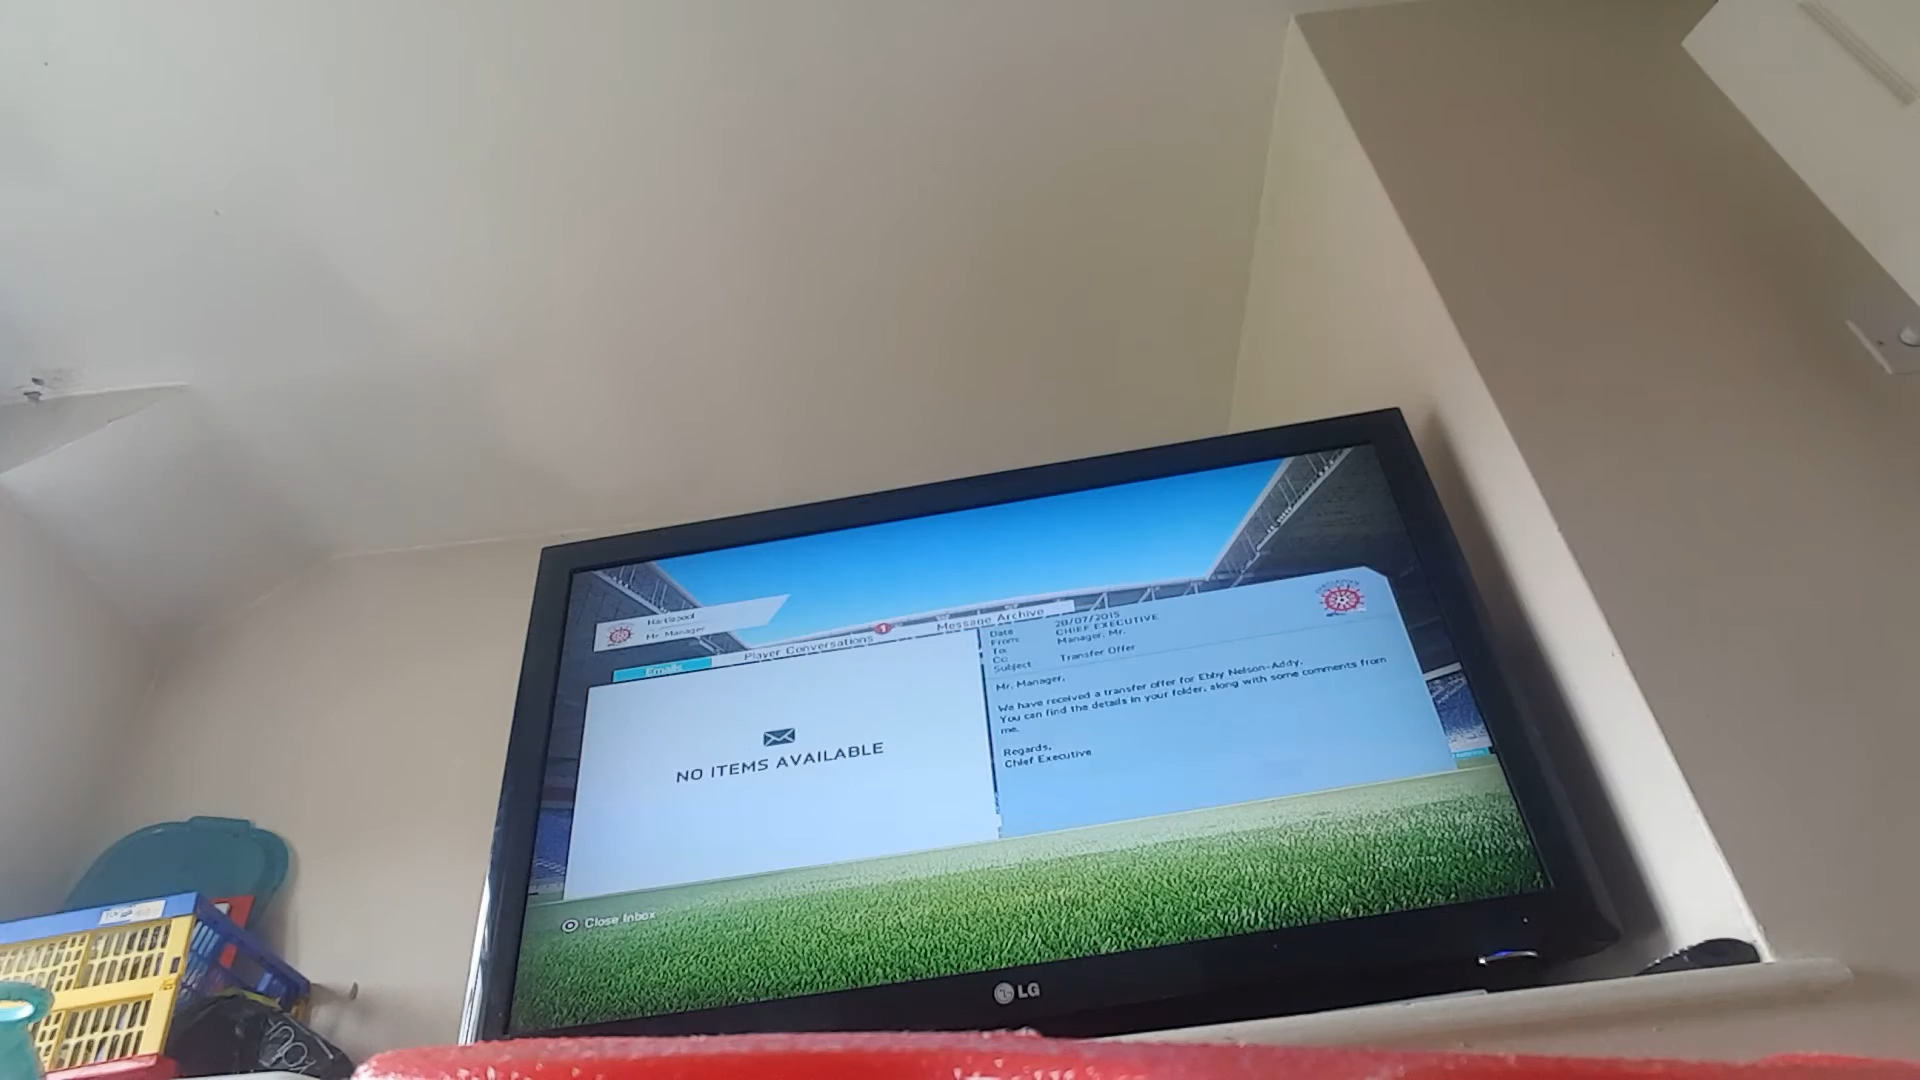 Hartlepool
Mr. Manager
Emails
Player Conversations
1
Message Archive
Date 28/07/2015
From: CHIEF EXECUTIVE
To: Manager, Mr.
Cc:
Subject Transfer Offer
Mr. Manager,
We have received a transfer offer for Ebby Nelson-Addy.
You can find the details in your folder, along with some comments from
me.
Regards,
Chief Executive
NO ITEMS AVAILABLE
Close Inbox
LG